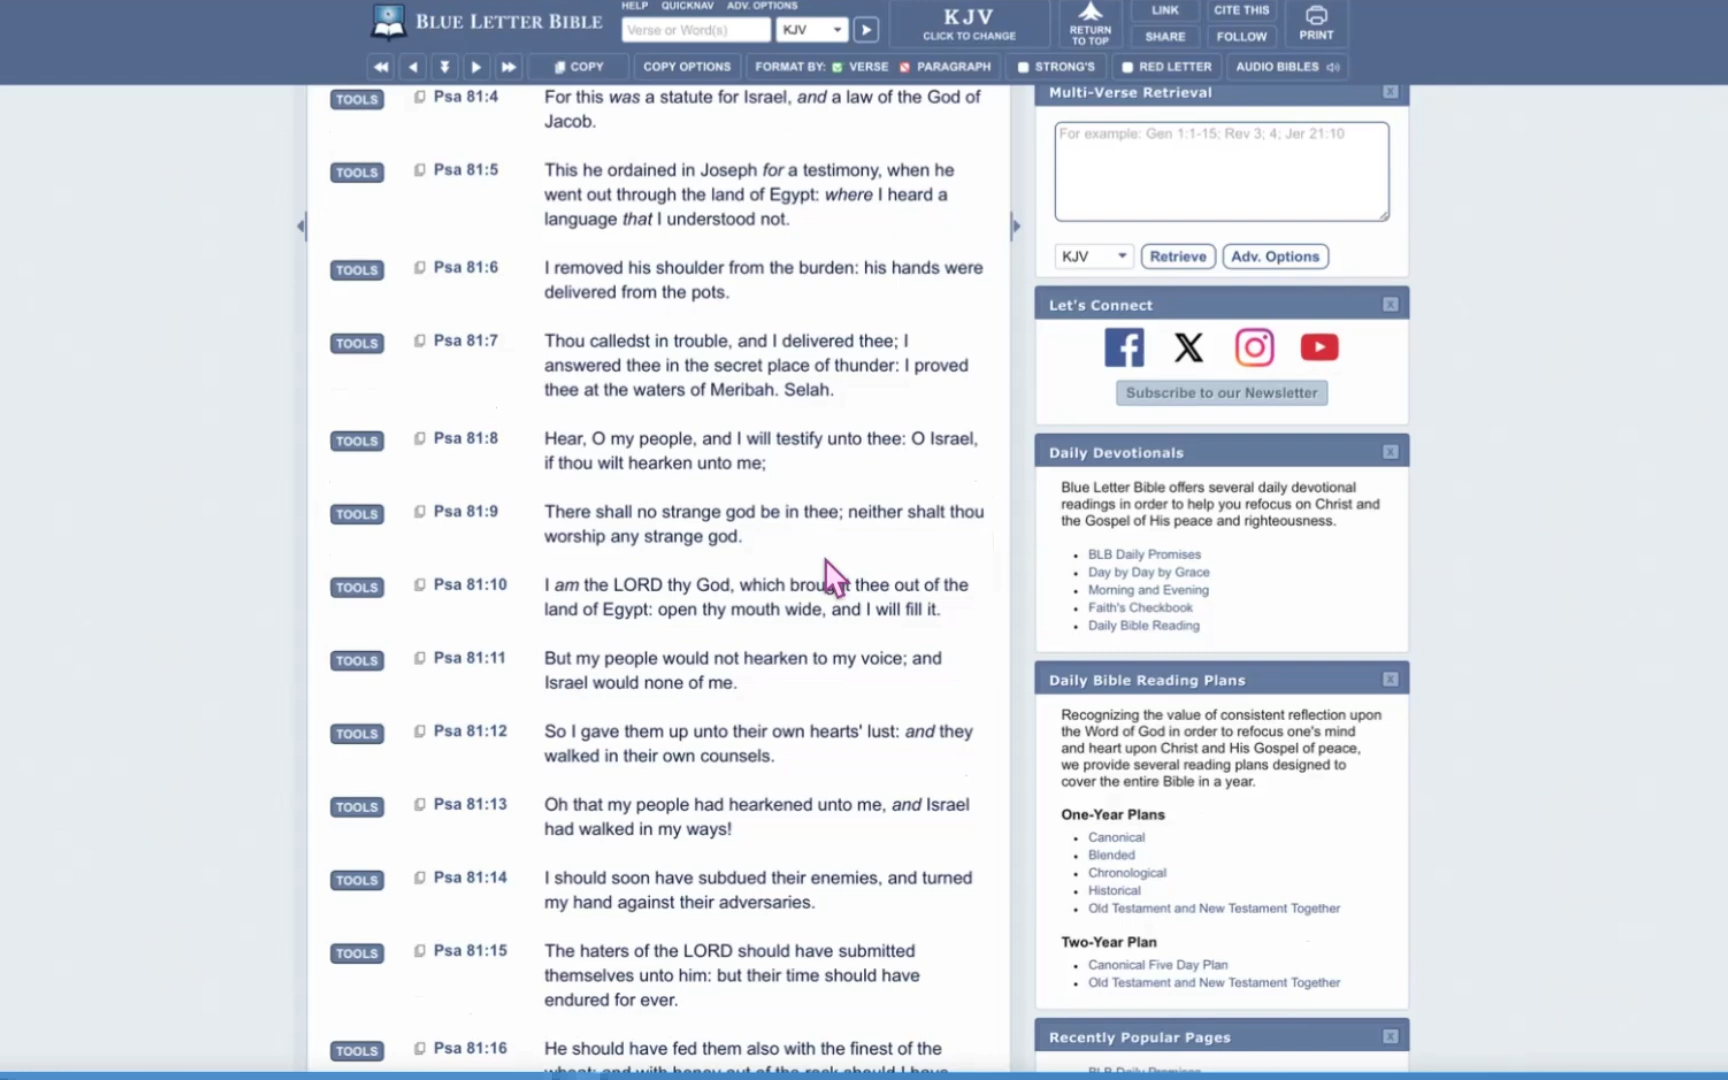 HELP QUICKNAV ADV. OPTIONS
BLUE LETTER BIBLE
Verse or Word(s)
KJV
KJV
CLICK TO CHANGE
RETURN
TO TOP
LINK
CITE THIS
SHARE
FOLLOW
PRINT
COPY
COPY OPTIONS
FORMAT BY: VERSE PARAGRAPH
STRONG'S
RED LETTER
AUDIO BIBLES
TOOLS Psa 81:4 For this was a statute for Israel, and a law of the God of
Jacob.
TOOLS Psa 81:5 This he ordained in Joseph for a testimony, when he
went out through the land of Egypt: where I heard a
language that I understood not.
TOOLS Psa 81:6 I removed his shoulder from the burden: his hands were
delivered from the pots.
TOOLS Psa 81:7 Thou calledst in trouble, and I delivered thee; I
answered thee in the secret place of thunder: I proved
thee at the waters of Meribah. Selah.
TOOLS Psa 81:8 Hear, O my people, and I will testify unto thee: O Israel,
if thou wilt hearken unto me;
TOOLS Psa 81:9 There shall no strange god be in thee; neither shalt thou
worship any strange god.
TOOLS Psa 81:10 I am the LORD thy God, which brought thee out of the
land of Egypt: open thy mouth wide, and I will fill it.
TOOLS Psa 81:11 But my people would not hearken to my voice; and
Israel would none of me.
TOOLS Psa 81:12 So I gave them up unto their own hearts' lust: and they
walked in their own counsels.
TOOLS Psa 81:13 Oh that my people had hearkened unto me, and Israel
had walked in my ways!
TOOLS Psa 81:14 I should soon have subdued their enemies, and turned
my hand against their adversaries.
TOOLS Psa 81:15 The haters of the LORD should have submitted
themselves unto him: but their time should have
endured for ever.
TOOLS Psa 81:16 He should have fed them also with the finest of the
wheat: and with honey out of the rock should I have
Multi-Verse Retrieval
For example: Gen 1:1-15; Rev 3; 4; Jer 21:10
KJV Retrieve Adv. Options
Let's Connect
Subscribe to our Newsletter
Daily Devotionals
Blue Letter Bible offers several daily devotional
readings in order to help you refocus on Christ and
the Gospel of His peace and righteousness.
BLB Daily Promises
Day by Day by Grace
Morning and Evening
Faith's Checkbook
Daily Bible Reading
Daily Bible Reading Plans
Recognizing the value of consistent reflection upon
the Word of God in order to refocus one's mind
and heart upon Christ and His Gospel of peace,
we provide several reading plans designed to
cover the entire Bible in a year.
One-Year Plans
Canonical
Blended
Chronological
Historical
Old Testament and New Testament Together
Two-Year Plan
Canonical Five Day Plan
Old Testament and New Testament Together
Recently Popular Pages
BLB Daily Promises